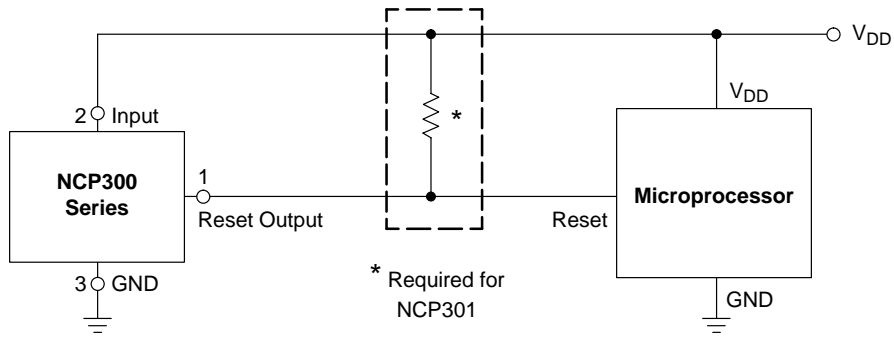 V_DD
V_DD
2 Input
*
NCP300
Series
1
Reset Output
Reset
Microprocessor
3 GND
* Required for
NCP301
GND